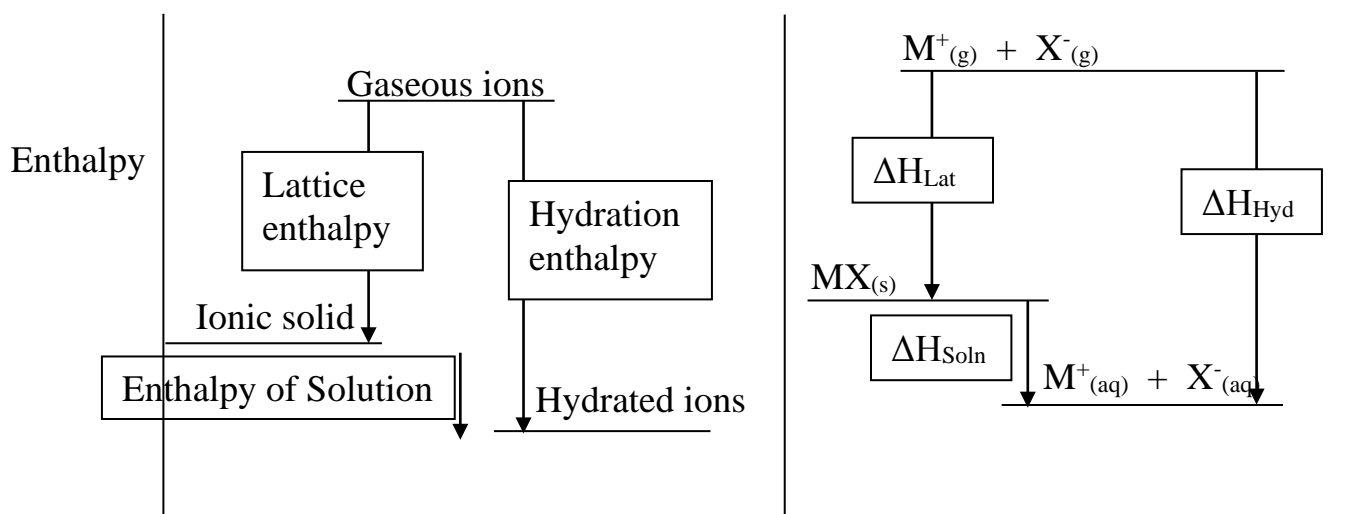 Enthalpy
Gaseous ions
Lattice
enthalpy
Hydration
enthalpy
Ionic solid
Enthalpy of Solution
Hydrated ions
M⁺(g) + X⁻(g)
ΔHLat
ΔHHyd
MX(s)
ΔHSoln
M⁺(aq) + X⁻(aq)